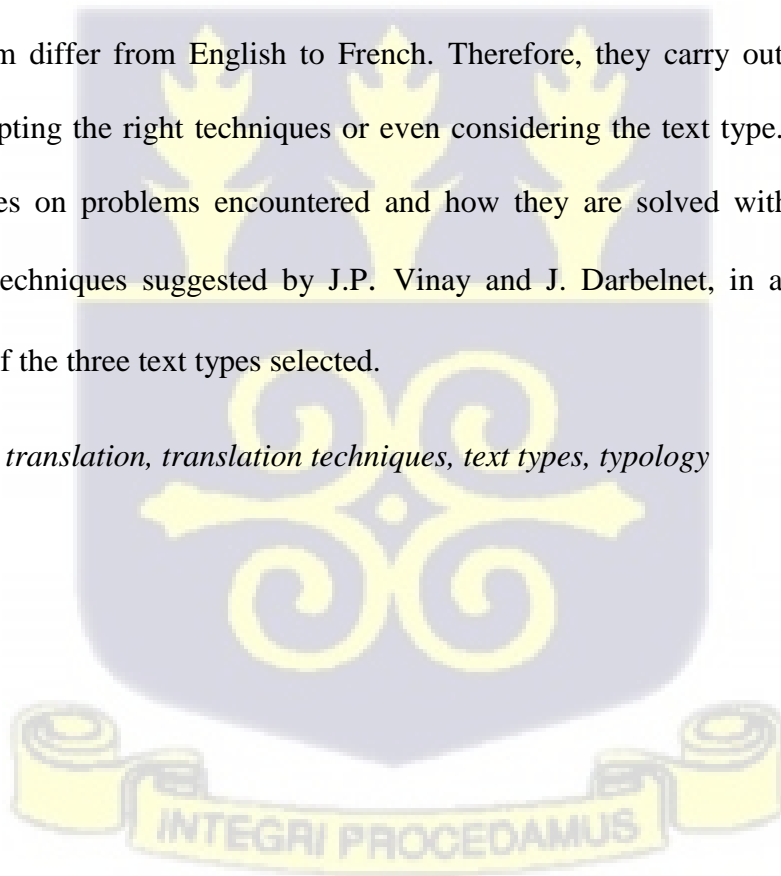 m differ from English to French. Therefore, they carry out
pting the right techniques or even considering the text type.
es on problems encountered and how they are solved with
echniques suggested by J.P. Vinay and J. Darbelnet, in a
f the three text types selected.
translation, translation techniques, text types, typology
INTEGRI PROCEDAMUS